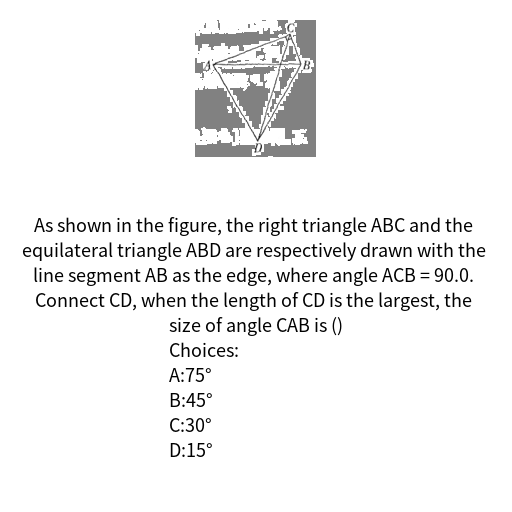 C
A
B
D
As shown in the figure, the right triangle ABC and the
equilateral triangle ABD are respectively drawn with the
line segment AB as the edge, where angle ACB = 90.0.
Connect CD, when the length of CD is the largest, the
size of angle CAB is ()
Choices:
A:75°
B:45°
C:30°
D:15°